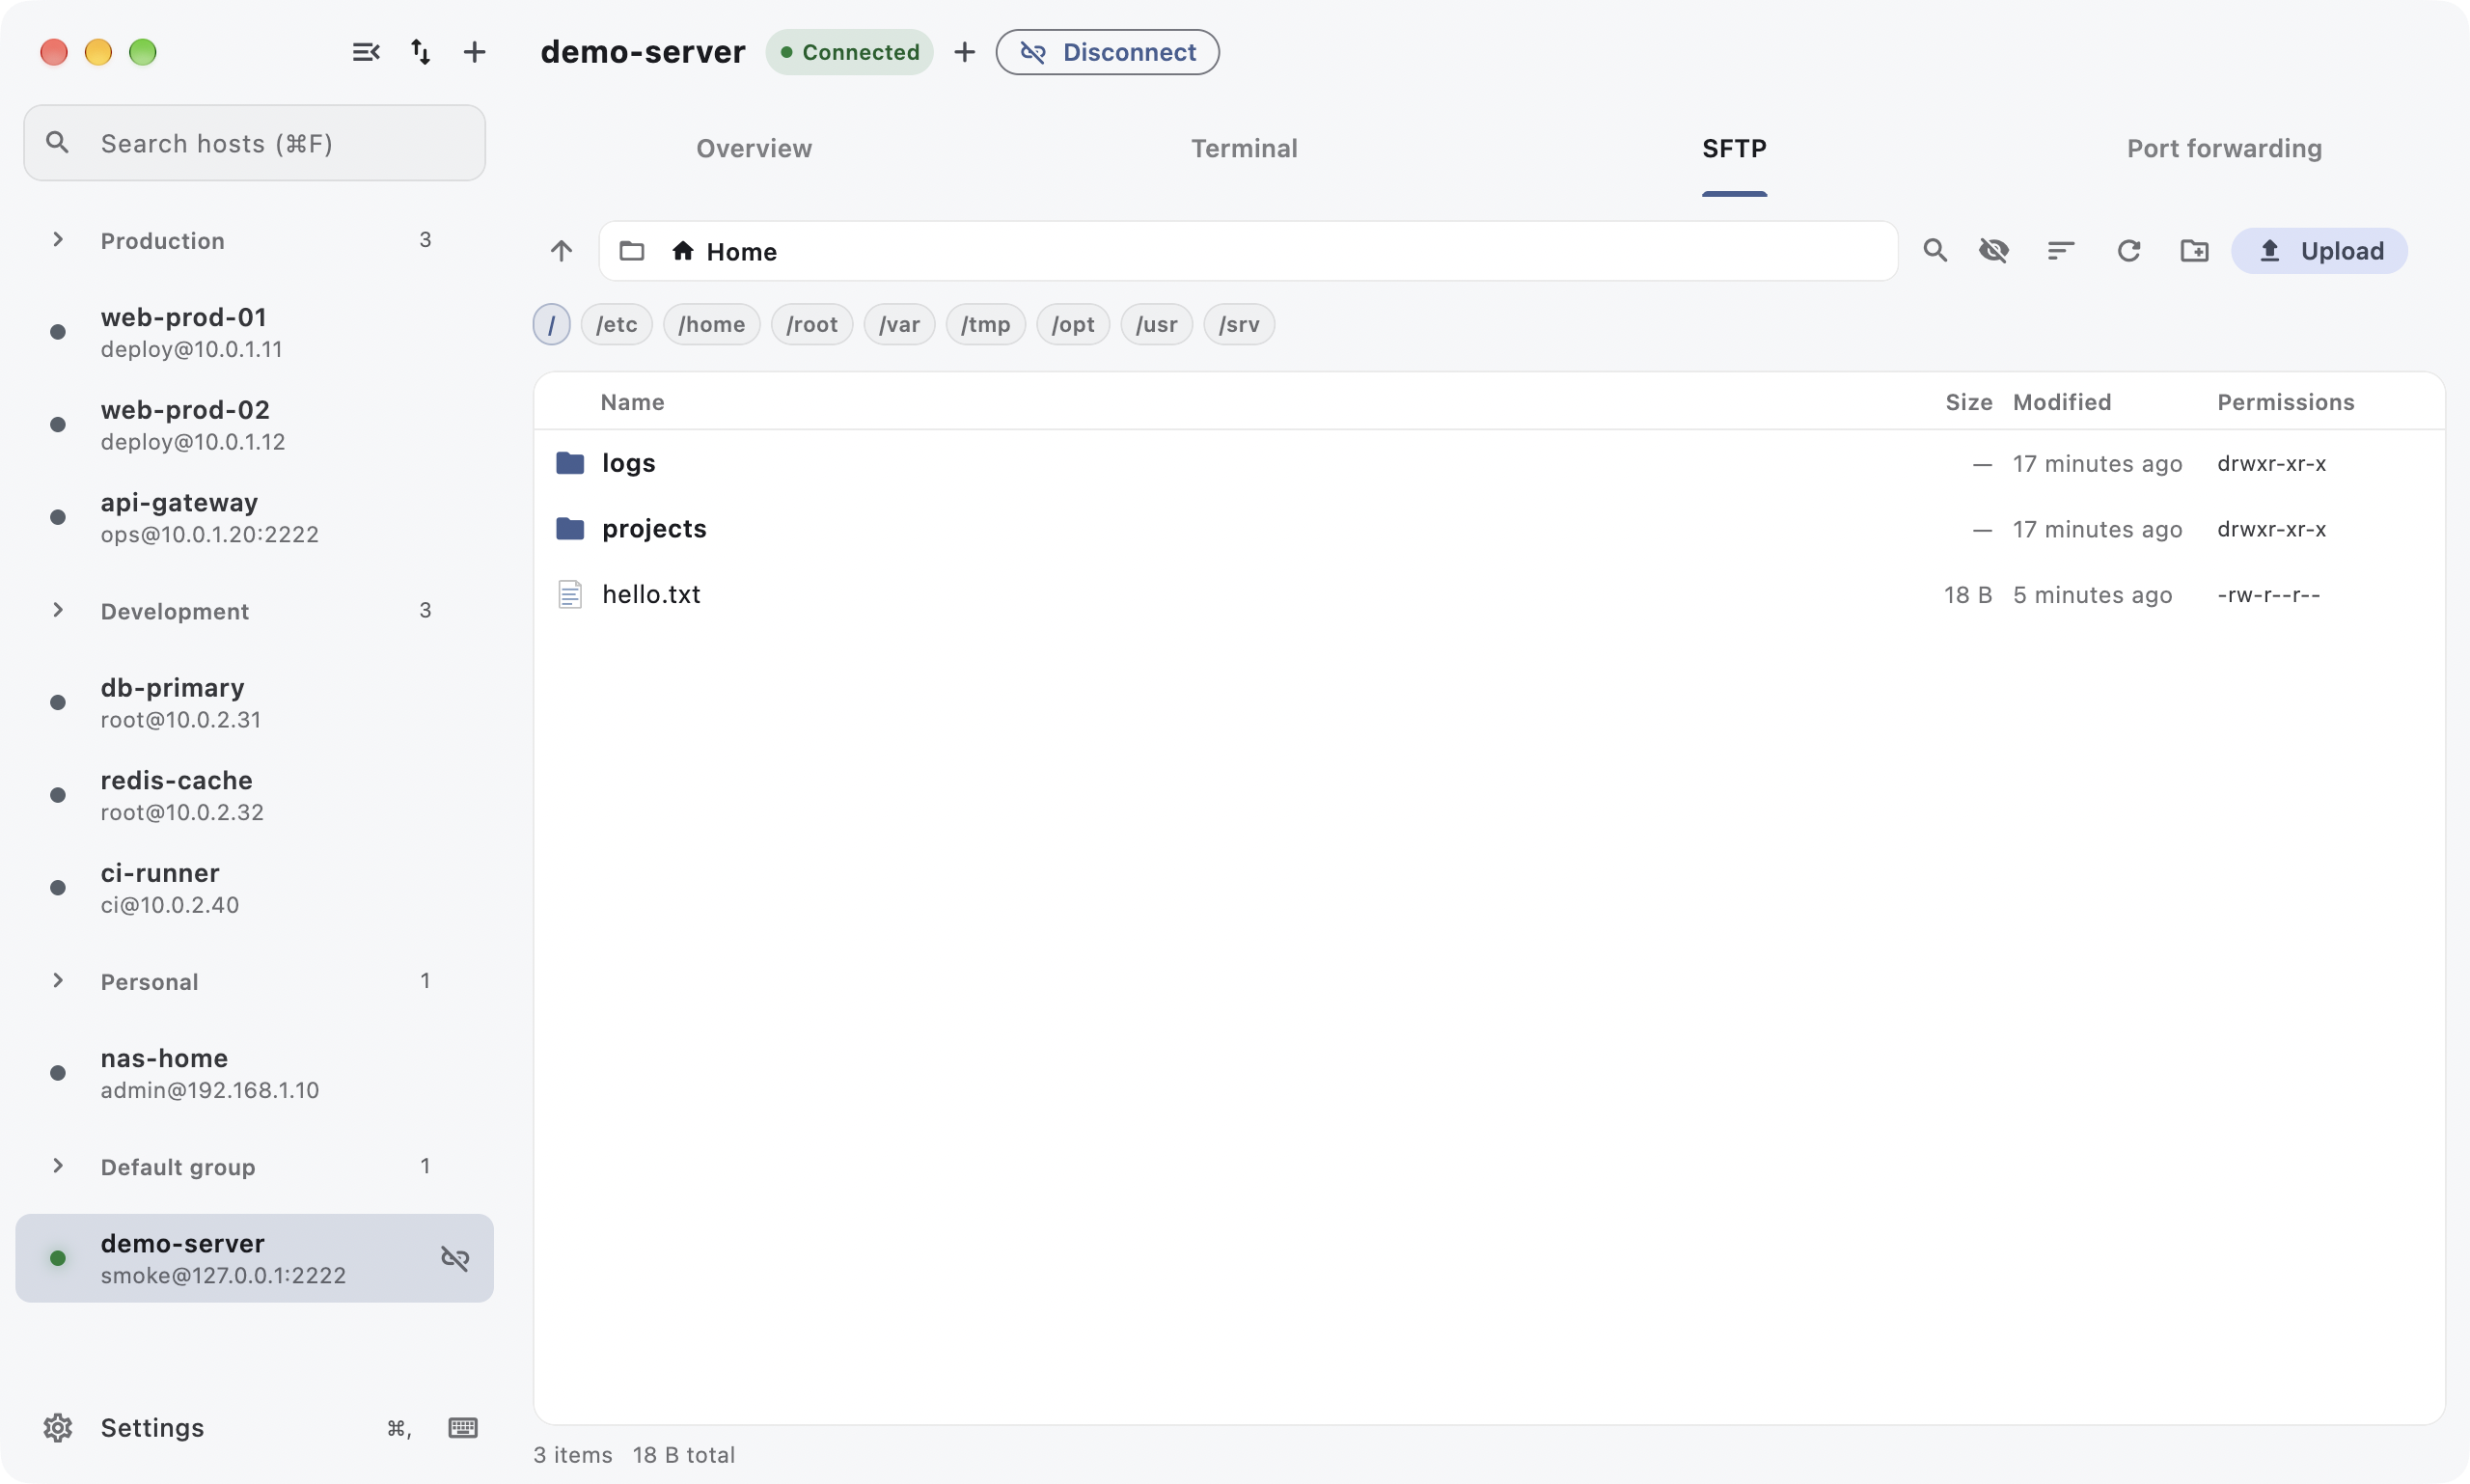 demo-server Connected Disconnect
Search hosts (⌘F)
Production 3
web-prod-01
deploy@10.0.1.11
web-prod-02
deploy@10.0.1.12
api-gateway
ops@10.0.1.20:2222
Development 3
db-primary
root@10.0.2.31
redis-cache
root@10.0.2.32
ci-runner
ci@10.0.2.40
Personal 1
nas-home
admin@192.168.1.10
Default group 1
demo-server
smoke@127.0.0.1:2222
Settings ⌘,
Overview Terminal SFTP Port forwarding
Home Upload
/ /etc /home /root /var /tmp /opt /usr /srv
Name Size Modified Permissions
logs — 17 minutes ago drwxr-xr-x
projects — 17 minutes ago drwxr-xr-x
hello.txt 18 B 5 minutes ago -rw-r--r--
3 items 18 B total